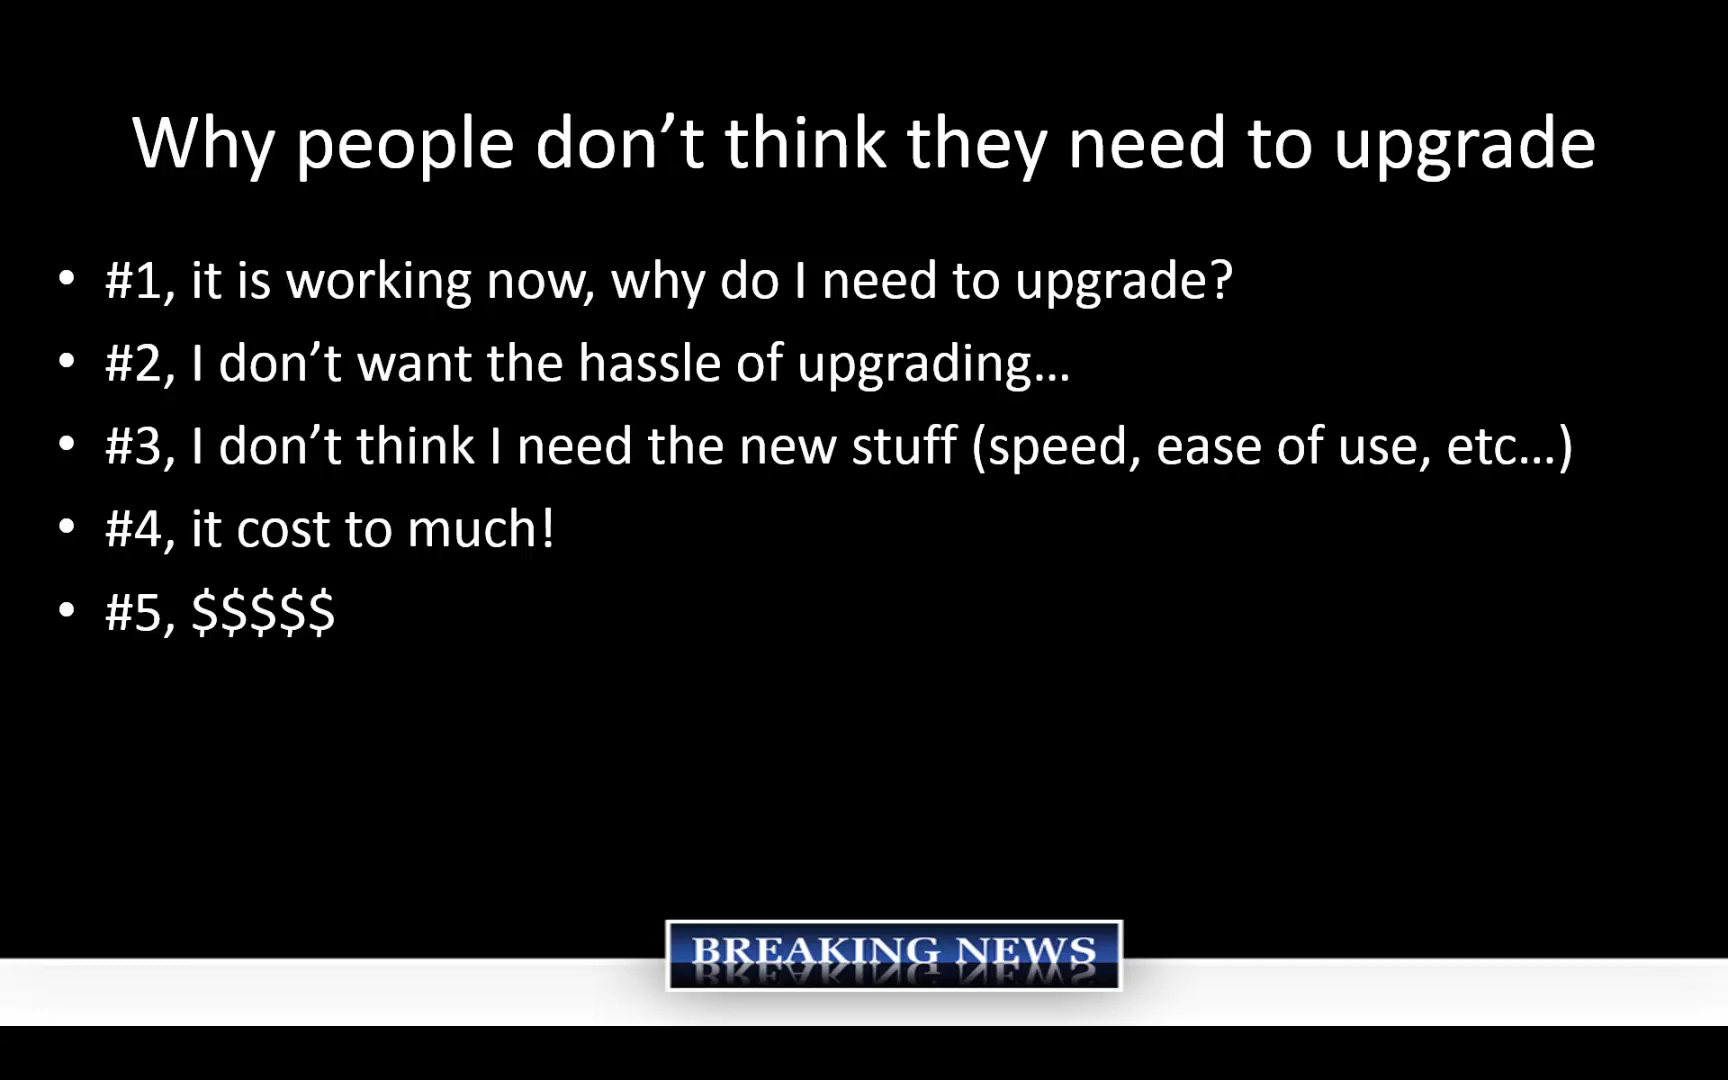 Why people don’t think they need to upgrade
• #1, it is working now, why do I need to upgrade?
• #2, I don’t want the hassle of upgrading…
• #3, I don’t think I need the new stuff (speed, ease of use, etc…)
• #4, it cost to much!
• #5, $$$$$
BREAKING NEWS